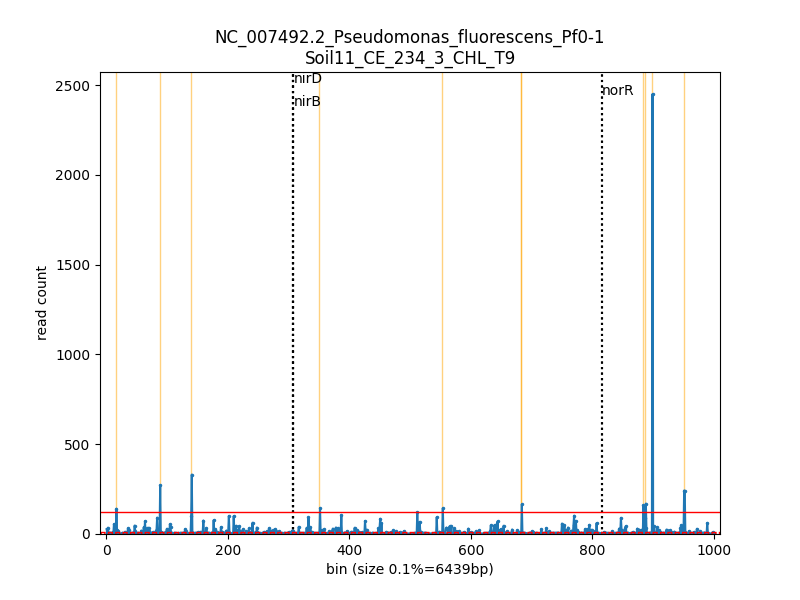 NC_007492.2_Pseudomonas_fluorescens_Pf0-1
Soil11_CE_234_3_CHL_T9
nirD
nirB
norR
2500
2000
1500
1000
500
0
read count
0 200 400 600 800 1000
bin (size 0.1%=6439bp)